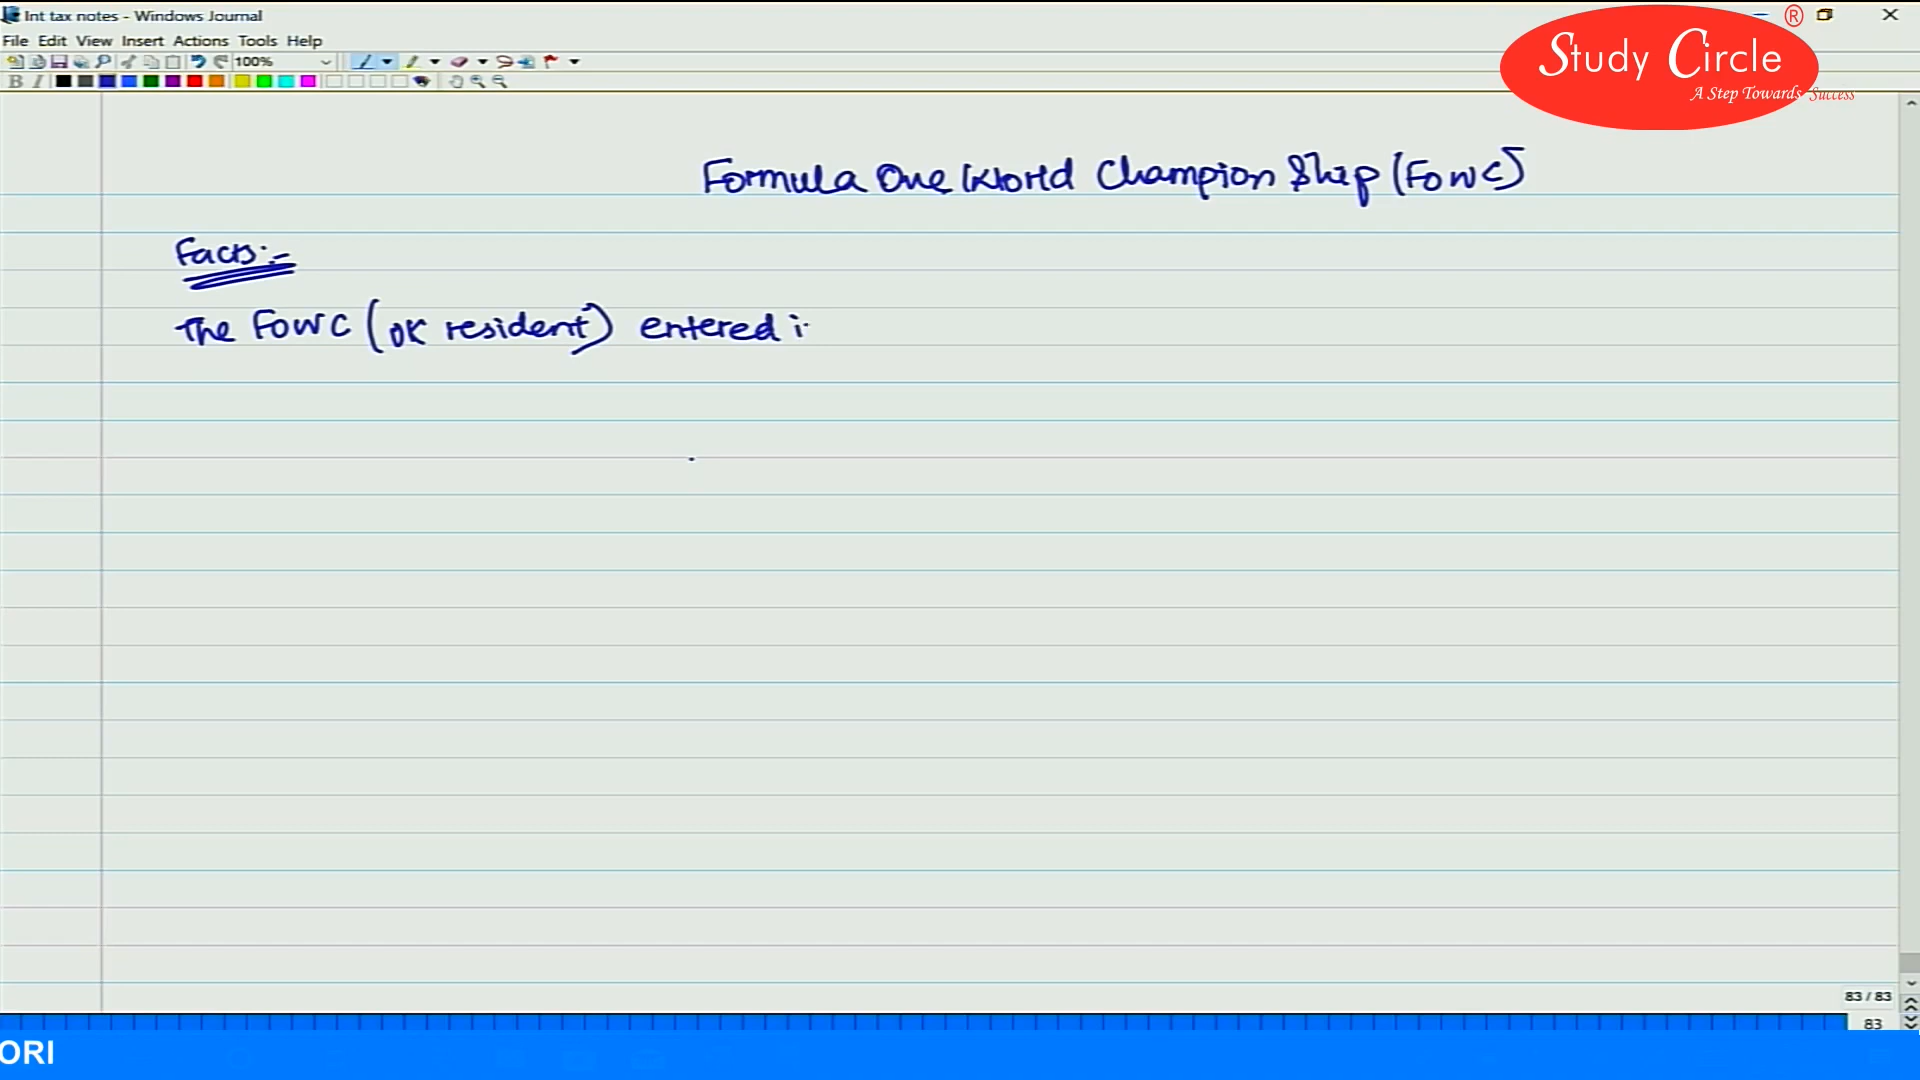 Int tax notes - Windows Journal
File Edit View Insert Actions Tools Help
100%
B I
Study Circle ®
A Step Towards Success
Formula One World Champion Ship (FOWC)
Facts:-
The FOWC (UK resident) entered i
83 / 83
83
ORI